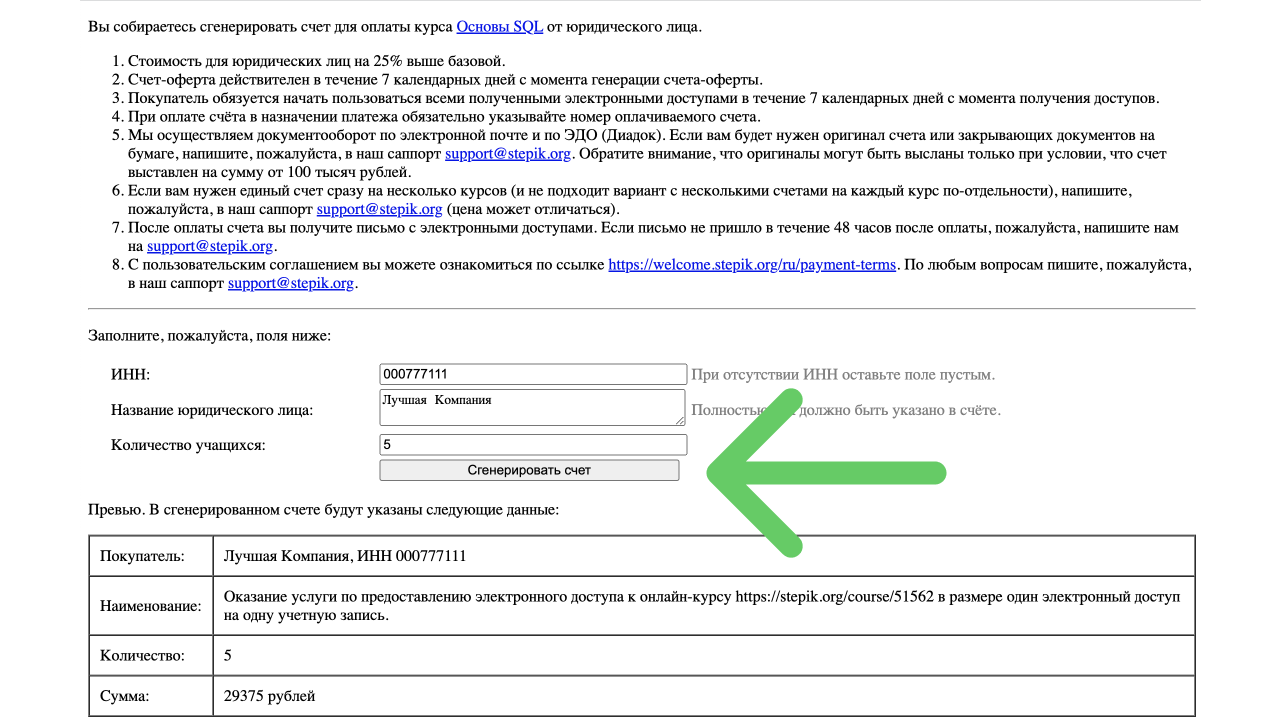 Вы собираетесь сгенерировать счет для оплаты курса Основы SQL от юридического лица.
1. Стоимость для юридических лиц на 25% выше базовой.
2. Счет-оферта действителен в течение 7 календарных дней с момента генерации счета-оферты.
3. Покупатель обязуется начать пользоваться всеми полученными электронными доступами в течение 7 календарных дней с момента получения доступов.
4. При оплате счёта в назначении платежа обязательно указывайте номер оплачиваемого счета.
5. Мы осуществляем документооборот по электронной почте и по ЭДО (Диадок). Если вам будет нужен оригинал счета или закрывающих документов на
бумаге, напишите, пожалуйста, в наш саппорт support@stepik.org. Обратите внимание, что оригиналы могут быть высланы только при условии, что счет
выставлен на сумму от 100 тысяч рублей.
6. Если вам нужен единый счет сразу на несколько курсов (и не подходит вариант с несколькими счетами на каждый курс по-отдельности), напишите,
пожалуйста, в наш саппорт support@stepik.org (цена может отличаться).
7. После оплаты счета вы получите письмо с электронными доступами. Если письмо не пришло в течение 48 часов после оплаты, пожалуйста, напишите нам
на support@stepik.org.
8. С пользовательским соглашением вы можете ознакомиться по ссылке https://welcome.stepik.org/ru/payment-terms. По любым вопросам пишите, пожалуйста,
в наш саппорт support@stepik.org.
Заполните, пожалуйста, поля ниже:
ИНН: 000777111 При отсутствии ИНН оставьте поле пустым.
Название юридического лица: Лучшая Компания Полностью должно быть указано в счёте.
Количество учащихся: 5
Сгенерировать счет
Превью. В сгенерированном счете будут указаны следующие данные:
Покупатель: Лучшая Компания, ИНН 000777111
Наименование: Оказание услуги по предоставлению электронного доступа к онлайн-курсу https://stepik.org/course/51562 в размере один электронный доступ
на одну учетную запись.
Количество: 5
Сумма: 29375 рублей